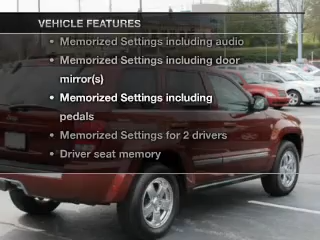 VEHICLE FEATURES
• Memorized Settings including audio
• Memorized Settings including door
mirror(s)
• Memorized Settings including
pedals
• Memorized Settings for 2 drivers
• Driver seat memory